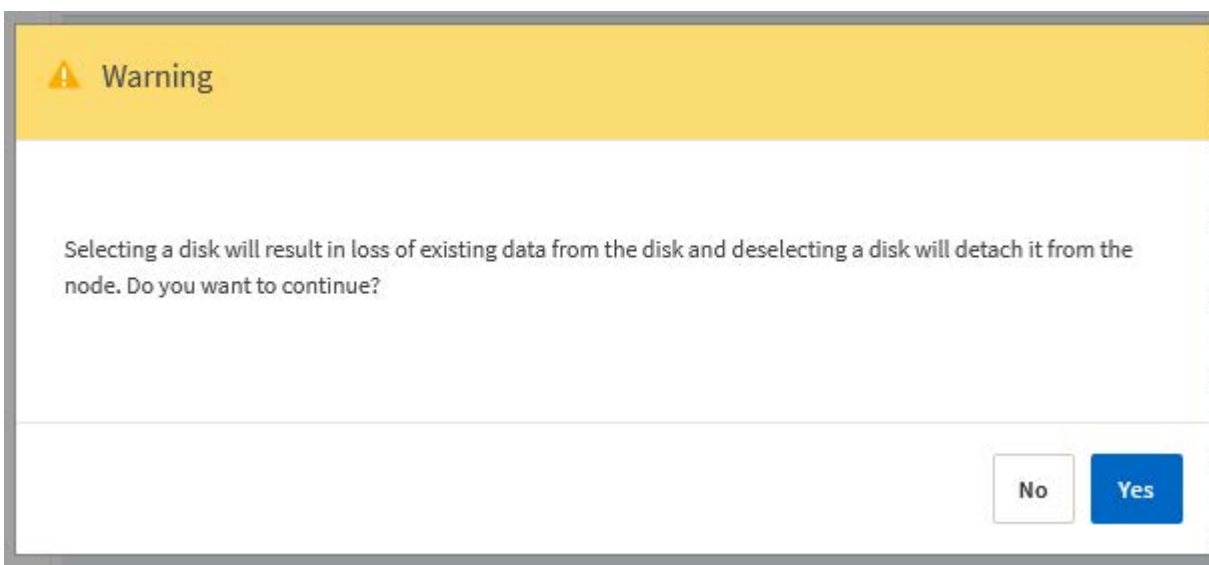 Warning
Selecting a disk will result in loss of existing data from the disk and deselecting a disk will detach it from the
node. Do you want to continue?
No
Yes